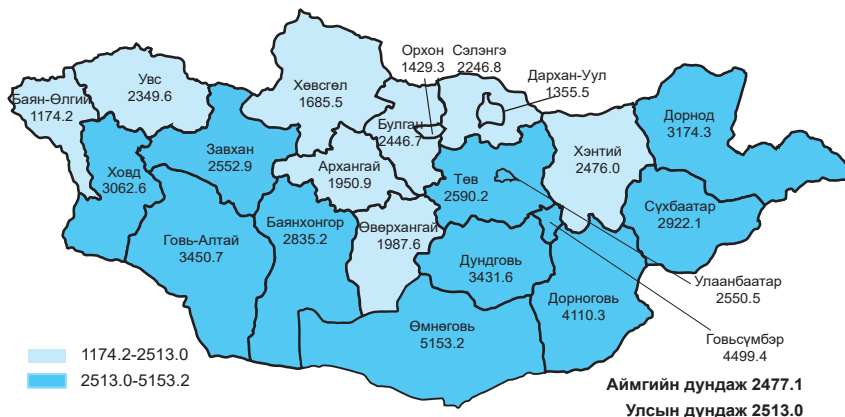 Орхон
1429.3
Сэлэнгэ
2246.8
Дархан-Уул
1355.5
Увс
2349.6
Хөвсгөл
1685.5
Баян-Өлгий
1174.2
Булган
2446.7
Дорнод
3174.3
Завхан
2552.9
Хэнтий
2476.0
Ховд
3062.6
Архангай
1950.9
Төв
2590.2
Сүхбаатар
2922.1
Говь-Алтай
3450.7
Баянхонгор
2835.2
Өвөрхангай
1987.6
Дундговь
3431.6
Улаанбаатар
2550.5
Дорноговь
4110.3
Өмнөговь
5153.2
Говьсүмбэр
4499.4
1174.2-2513.0
2513.0-5153.2
Аймгийн дундаж 2477.1
Улсын дундаж 2513.0